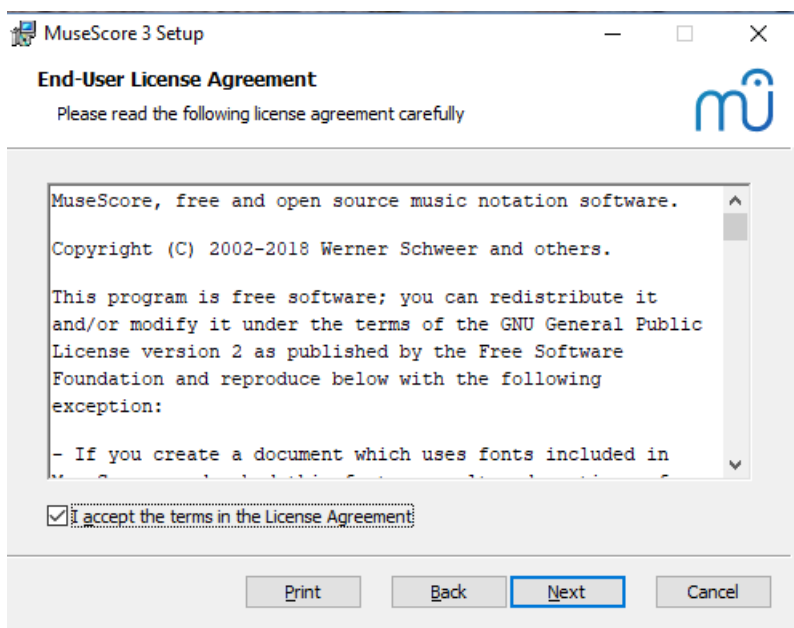 MuseScore 3 Setup
End-User License Agreement
Please read the following license agreement carefully
MuseScore, free and open source music notation software.
Copyright (C) 2002-2018 Werner Schweer and others.
This program is free software; you can redistribute it
and/or modify it under the terms of the GNU General Public
License version 2 as published by the Free Software
Foundation and reproduce below with the following
exception:
- If you create a document which uses fonts included in
I accept the terms in the License Agreement
Print Back Next Cancel